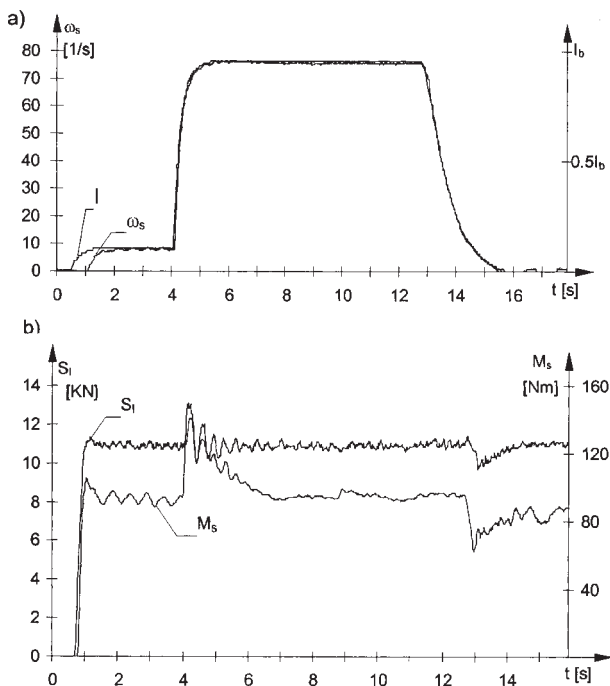 a)
ωs
[1/s]
Ib
80
70
60
50
40
30
20
10
0
0.5Ib
I
ωs
0 2 4 6 8 10 12 14 16
t [s]
b)
Sl
[KN]
Ms
[Nm]
14
12
10
8
6
4
2
0
160
120
80
40
Sl
Ms
0 2 4 6 8 10 12 14
t [s]